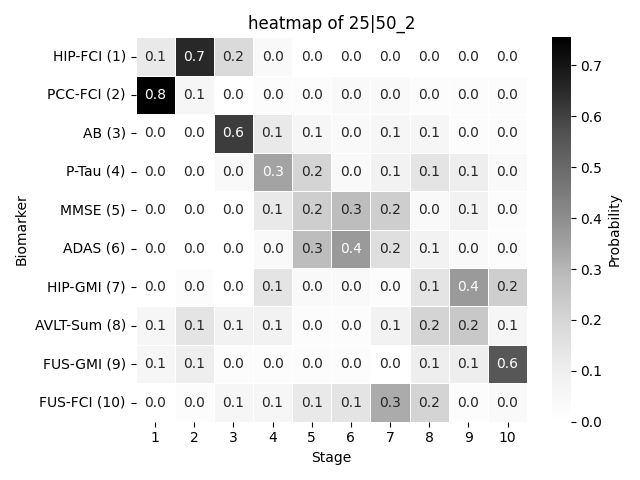 heatmap of 25|50_2
HIP-FCI (1) 0.1 0.7 0.2 0.0 0.0 0.0 0.0 0.0 0.0 0.0
PCC-FCI (2) 0.8 0.1 0.0 0.0 0.0 0.0 0.0 0.0 0.0 0.0
AB (3) 0.0 0.0 0.6 0.1 0.1 0.0 0.1 0.1 0.0 0.0
P-Tau (4) 0.0 0.0 0.0 0.3 0.2 0.0 0.1 0.1 0.1 0.0
MMSE (5) 0.0 0.0 0.0 0.1 0.2 0.3 0.2 0.0 0.1 0.0
ADAS (6) 0.0 0.0 0.0 0.0 0.3 0.4 0.2 0.1 0.0 0.0
HIP-GMI (7) 0.0 0.0 0.0 0.1 0.0 0.0 0.0 0.1 0.4 0.2
AVLT-Sum (8) 0.1 0.1 0.1 0.1 0.0 0.0 0.1 0.2 0.2 0.1
FUS-GMI (9) 0.1 0.1 0.0 0.0 0.0 0.0 0.0 0.1 0.1 0.6
FUS-FCI (10) 0.0 0.0 0.1 0.1 0.1 0.1 0.3 0.2 0.0 0.0
1 2 3 4 5 6 7 8 9 10
Stage
Biomarker
0.7
0.6
0.5
0.4
0.3
0.2
0.1
0.0
Probability